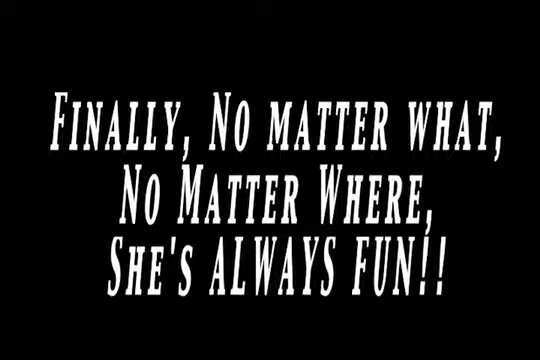 Finally, No matter what,
No Matter Where,
She's ALWAYS FUN!!